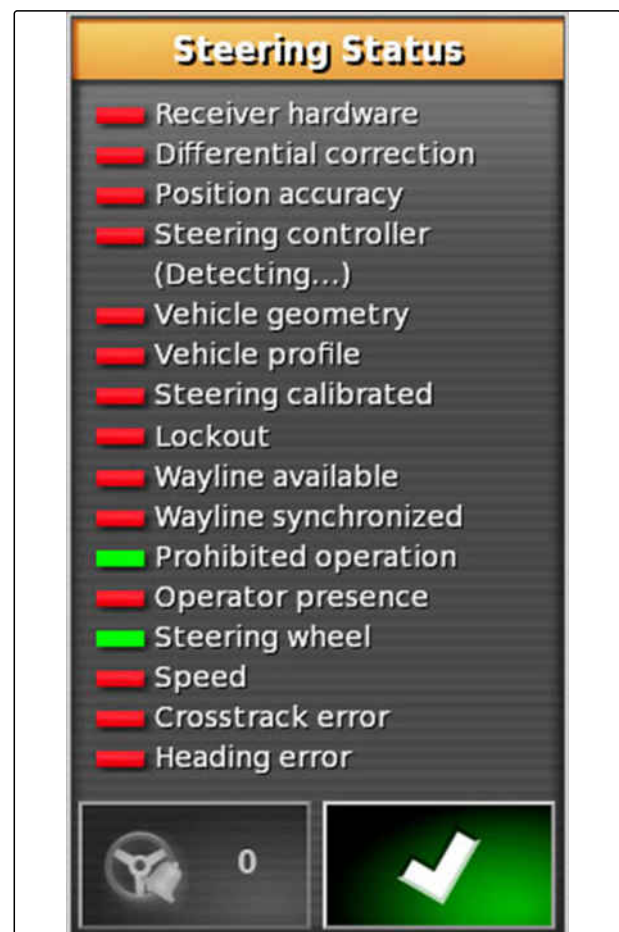 Steering Status
Receiver hardware
Differential correction
Position accuracy
Steering controller
(Detecting...)
Vehicle geometry
Vehicle profile
Steering calibrated
Lockout
Wayline available
Wayline synchronized
Prohibited operation
Operator presence
Steering wheel
Speed
Crosstrack error
Heading error
0